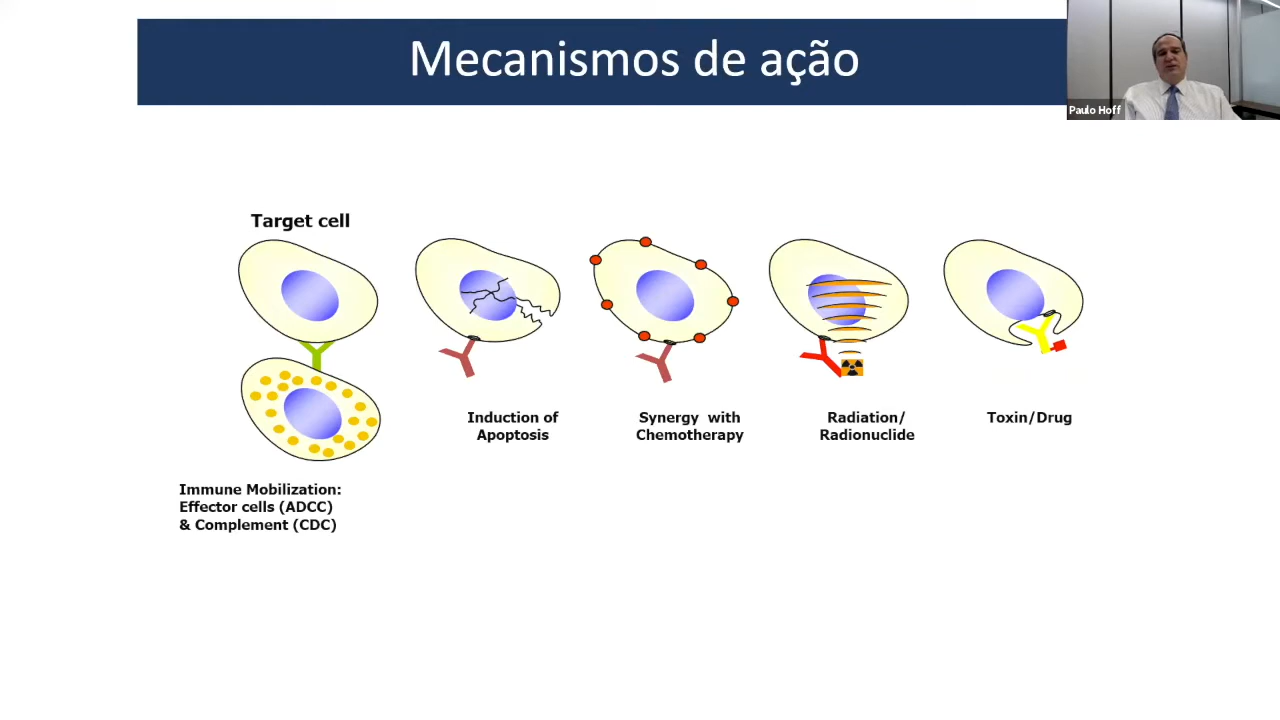 Mecanismos de ação
Paulo Hoff
Target cell
Induction of
Apoptosis
Synergy with
Chemotherapy
Radiation/
Radionuclide
Toxin/Drug
Immune Mobilization:
Effector cells (ADCC)
& Complement (CDC)